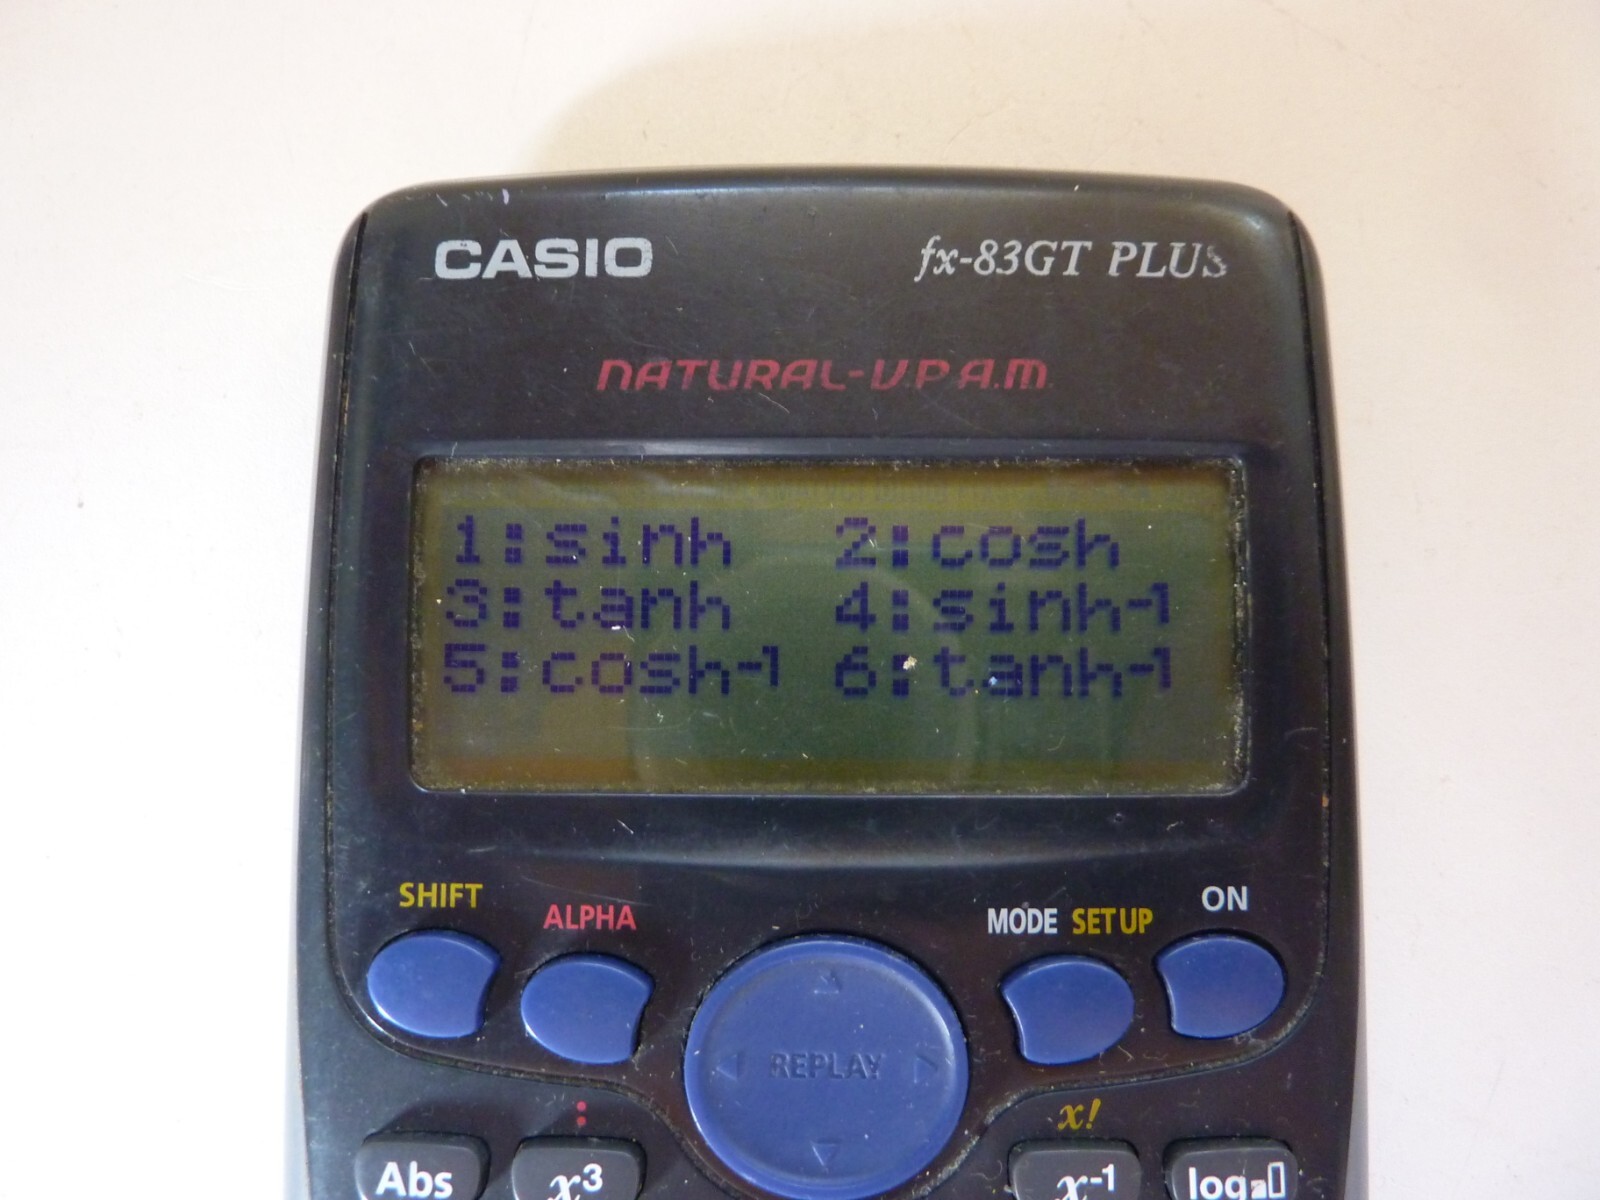 CASIO fx-83GT PLUS
NATURAL-V.P.A.M.
1:sinh 2:cosh
3:tanh 4:sinh-1
5:cosh-1 6:tanh-1
SHIFT ALPHA MODE SETUP ON
REPLAY
: x!
Abs x³ x⁻¹ log